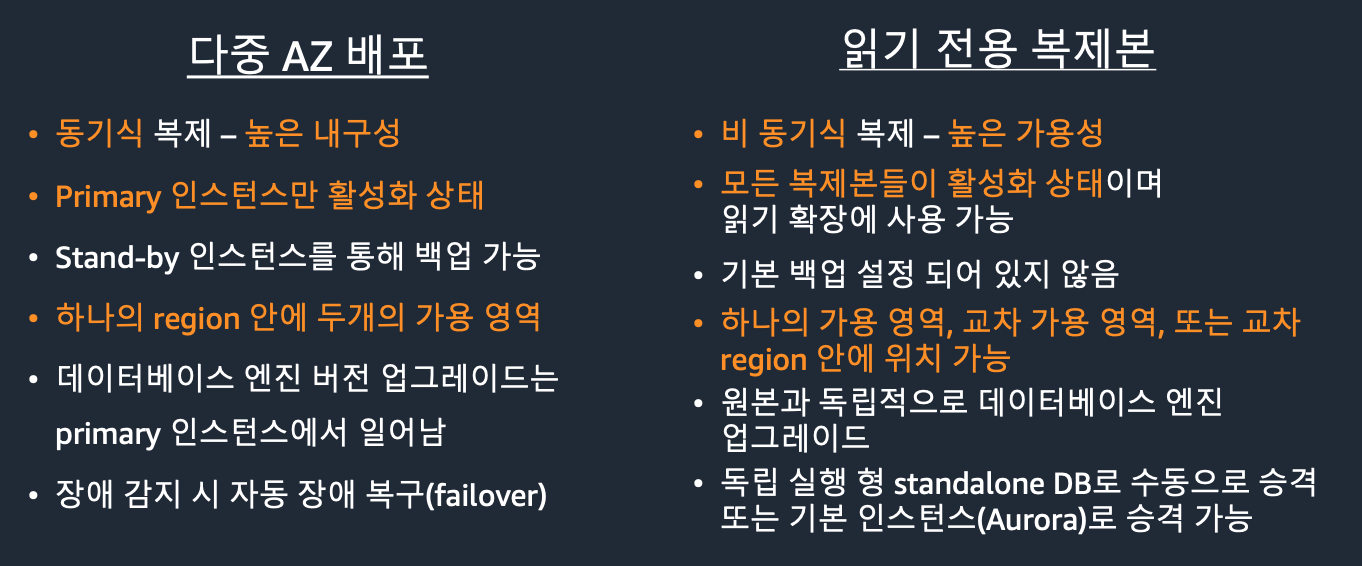 다중 AZ 배포
• 동기식 복제 – 높은 내구성
• Primary 인스턴스만 활성화 상태
• Stand-by 인스턴스를 통해 백업 가능
• 하나의 region 안에 두개의 가용 영역
• 데이터베이스 엔진 버전 업그레이드는
primary 인스턴스에서 일어남
• 장애 감지 시 자동 장애 복구(failover)
읽기 전용 복제본
• 비 동기식 복제 – 높은 가용성
• 모든 복제본들이 활성화 상태이며
읽기 확장에 사용 가능
• 기본 백업 설정 되어 있지 않음
• 하나의 가용 영역, 교차 가용 영역, 또는 교차
region 안에 위치 가능
• 원본과 독립적으로 데이터베이스 엔진
업그레이드
• 독립 실행 형 standalone DB로 수동으로 승격
또는 기본 인스턴스(Aurora)로 승격 가능